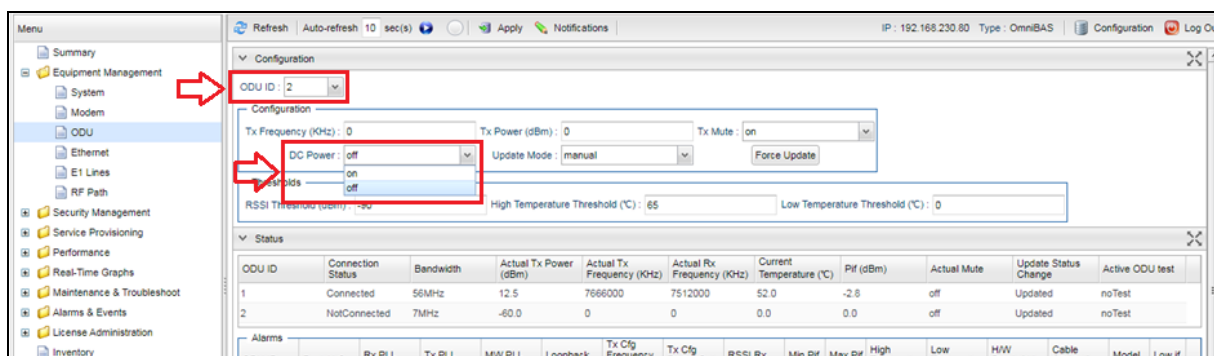 Menu
Refresh Auto-refresh 10 sec(s) Apply Notifications IP : 192.168.230.80 Type : OmniBAS Configuration Log Ou
Summary
Equipment Management
System
Modem
ODU
Ethernet
E1 Lines
RF Path
Security Management
Service Provisioning
Performance
Real-Time Graphs
Maintenance & Troubleshoot
Alarms & Events
License Administration
Inventory
Configuration
ODU ID : 2
Configuration
Tx Frequency (KHz) : 0 Tx Power (dBm) : 0 Tx Mute : on
DC Power : off Update Mode : manual Force Update
on
off
Thresholds
RSSI Threshold (dBm) : -90 High Temperature Threshold (℃) : 65 Low Temperature Threshold (℃) : 0
Status
ODU ID Connection Status Bandwidth Actual Tx Power (dBm) Actual Tx Frequency (KHz) Actual Rx Frequency (KHz) Current Temperature (℃) Pif (dBm) Actual Mute Update Status Change Active ODU test
1 Connected 56MHz 12.5 7666000 7512000 52.0 -2.8 off Updated noTest
2 NotConnected 7MHz -60.0 0 0 0.0 0.0 off Updated noTest
Alarms
Rx PLL Tx PLL MW PLL Loopback Tx Cfg Frequency Tx Cfg RSSI Rx Min Pif Max Pif High Low H/W Cable Model Low if